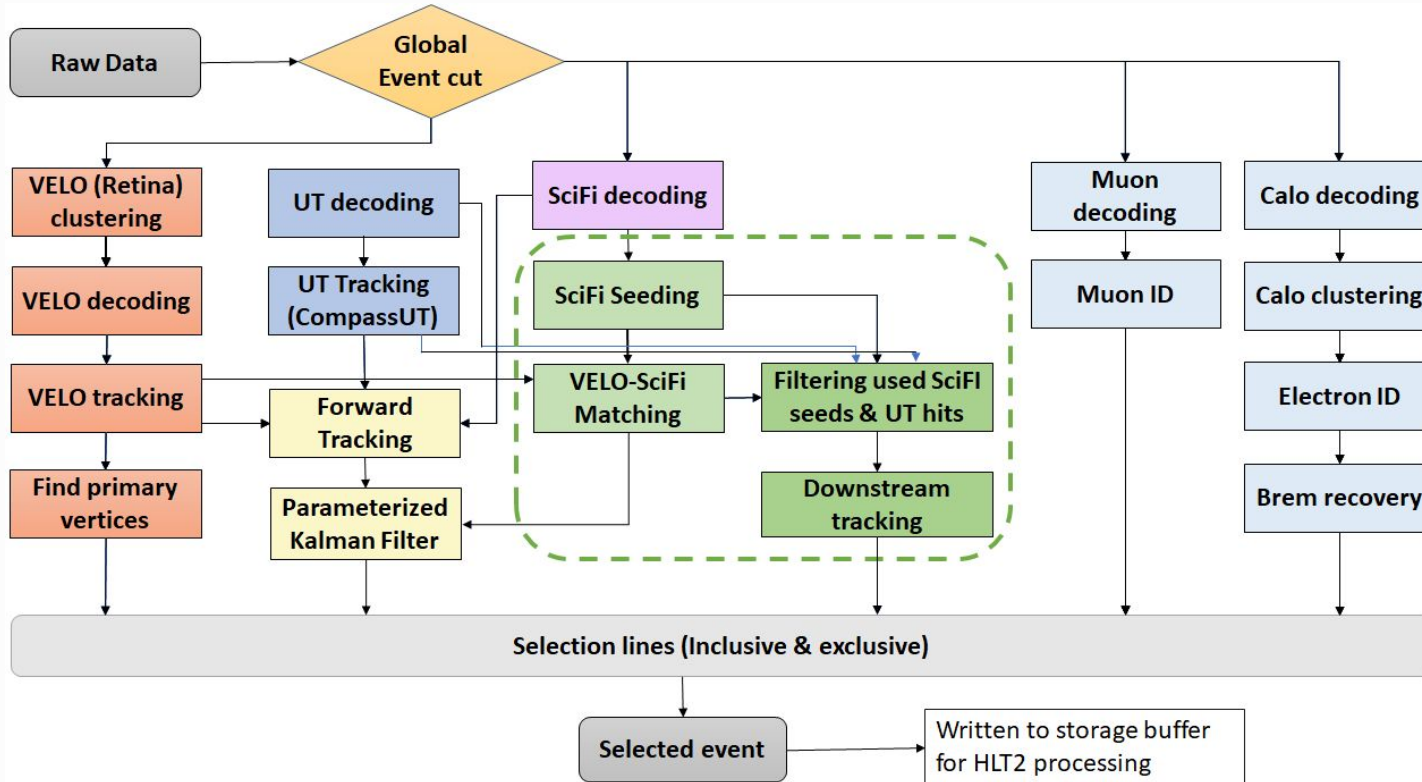 Raw Data
Global
Event cut
VELO (Retina)
clustering
VELO decoding
VELO tracking
Find primary
vertices
UT decoding
UT Tracking
(CompassUT)
Forward
Tracking
Parameterized
Kalman Filter
SciFi decoding
SciFi Seeding
VELO-SciFi
Matching
Filtering used SciFI
seeds & UT hits
Downstream
tracking
Muon
decoding
Muon ID
Calo decoding
Calo clustering
Electron ID
Brem recovery
Selection lines (Inclusive & exclusive)
Selected event
Written to storage buffer
for HLT2 processing